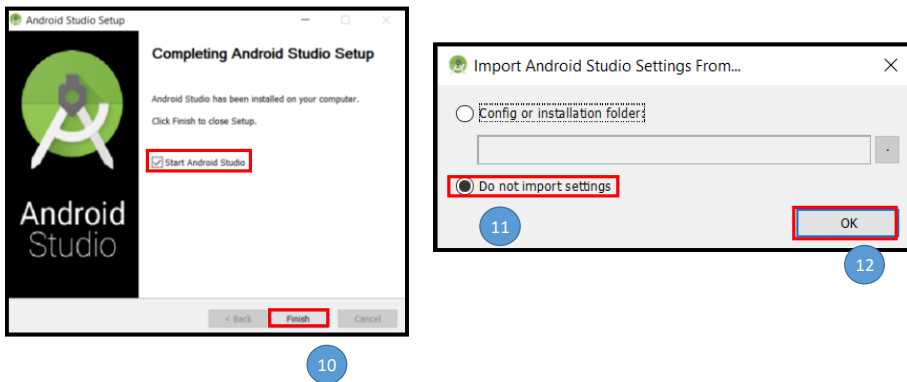 Android Studio Setup
Completing Android Studio Setup
Android Studio has been installed on your computer.
Click Finish to close Setup.
Start Android Studio
Android
Studio
< Back
Finish
Cancel
10
Import Android Studio Settings From...
Config or installation folder:
.
Do not import settings
11
OK
12